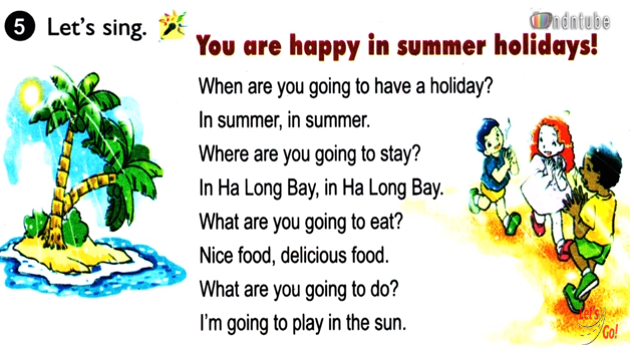 5 Let's sing.
ndntube
You are happy in summer holidays!
When are you going to have a holiday?
In summer, in summer.
Where are you going to stay?
In Ha Long Bay, in Ha Long Bay.
What are you going to eat?
Nice food, delicious food.
What are you going to do?
I'm going to play in the sun.
Let's
Go!